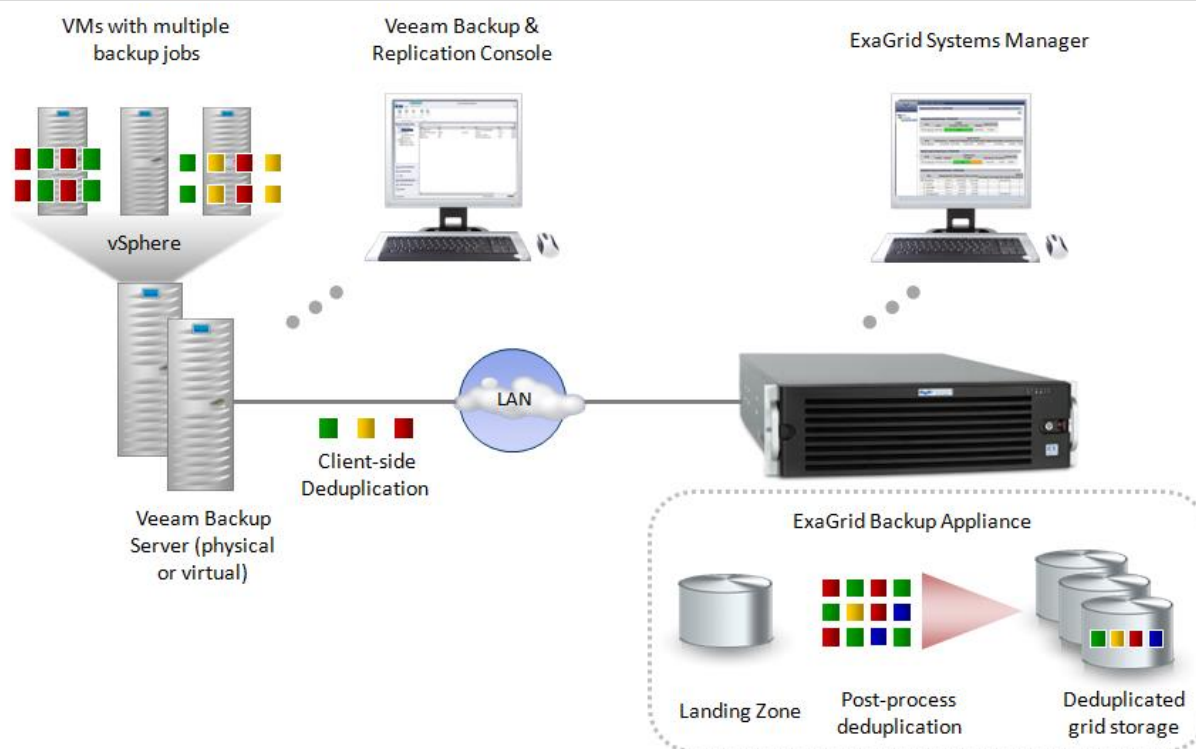 VMs with multiple
backup jobs
Veeam Backup &
Replication Console
ExaGrid Systems Manager
vSphere
LAN
Client-side
Deduplication
Veeam Backup
Server (physical
or virtual)
ExaGrid Backup Appliance
Landing Zone
Post-process
deduplication
Deduplicated
grid storage